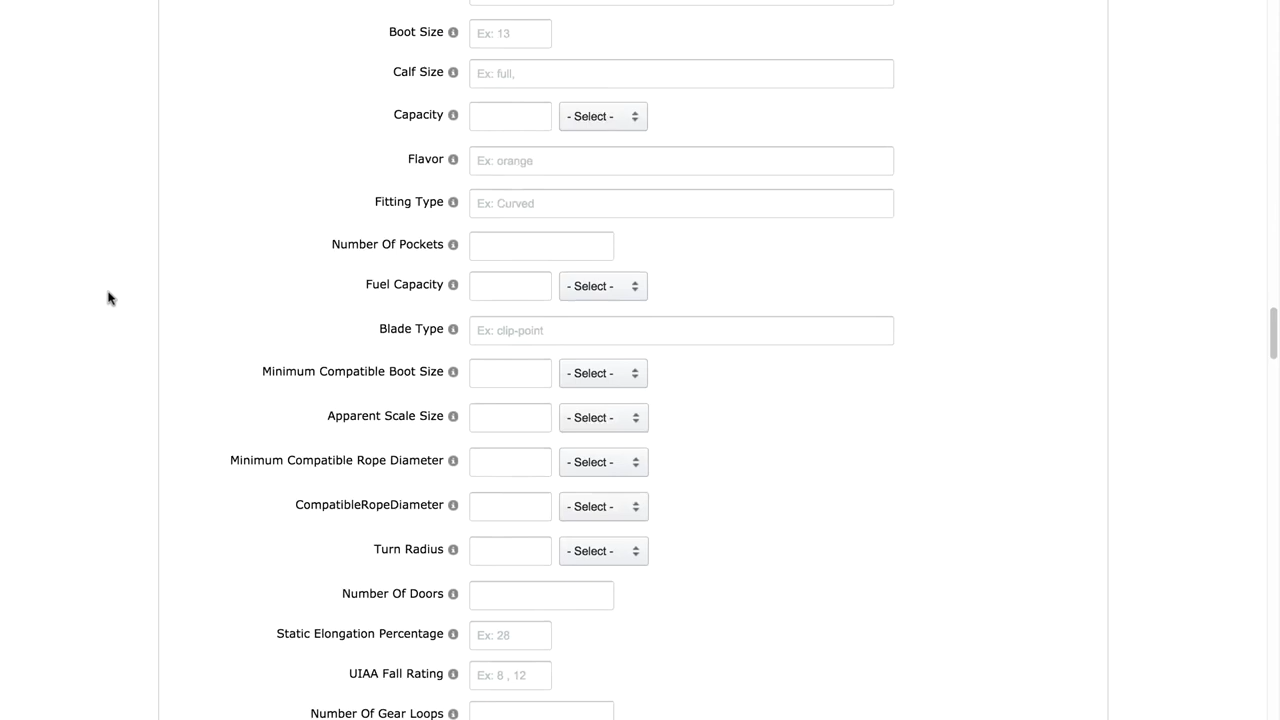 Boot Size Ex: 13
Calf Size Ex: full,
Capacity - Select -
Flavor Ex: orange
Fitting Type Ex: Curved
Number Of Pockets
Fuel Capacity - Select -
Blade Type Ex: clip-point
Minimum Compatible Boot Size - Select -
Apparent Scale Size - Select -
Minimum Compatible Rope Diameter - Select -
CompatibleRopeDiameter - Select -
Turn Radius - Select -
Number Of Doors
Static Elongation Percentage Ex: 28
UIAA Fall Rating Ex: 8 , 12
Number Of Gear Loops